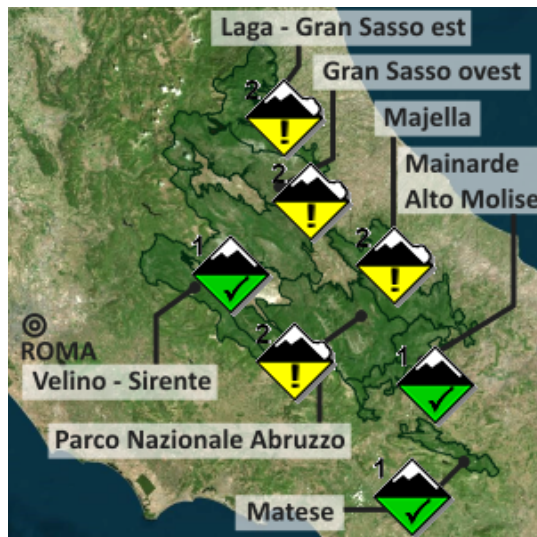 Laga - Gran Sasso est
Gran Sasso ovest
2
Majella
Mainarde
Alto Molise
2
1
2
ROMA
2
Velino - Sirente
1
Parco Nazionale Abruzzo
1
Matese